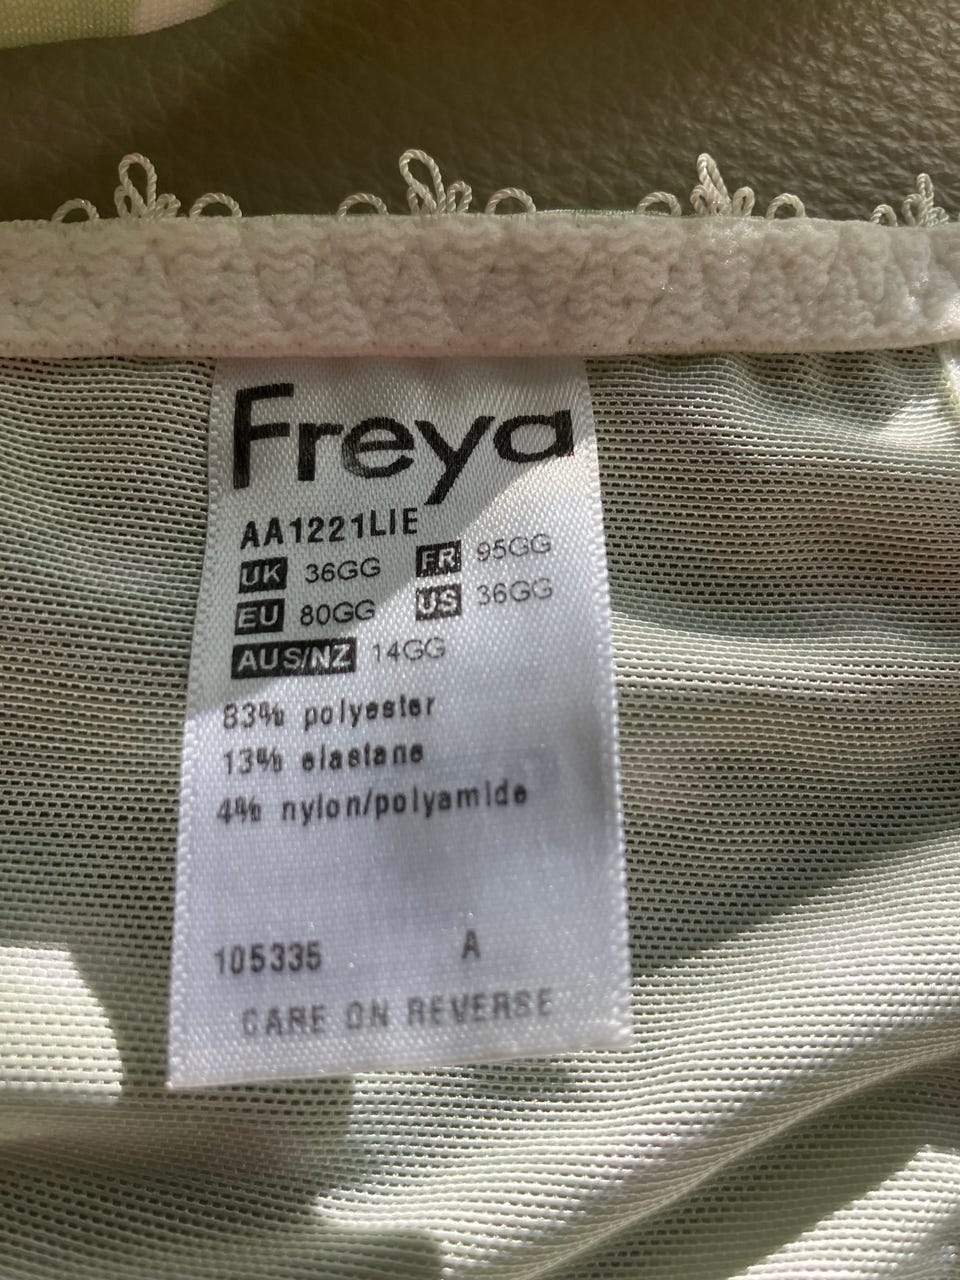 Freya
AA1221LIE
UK 36GG FR 95GG
EU 80GG US 36GG
AUS/NZ 14GG
83% polyester
13% elastane
4% nylon/polyamide
105335 A
CARE ON REVERSE